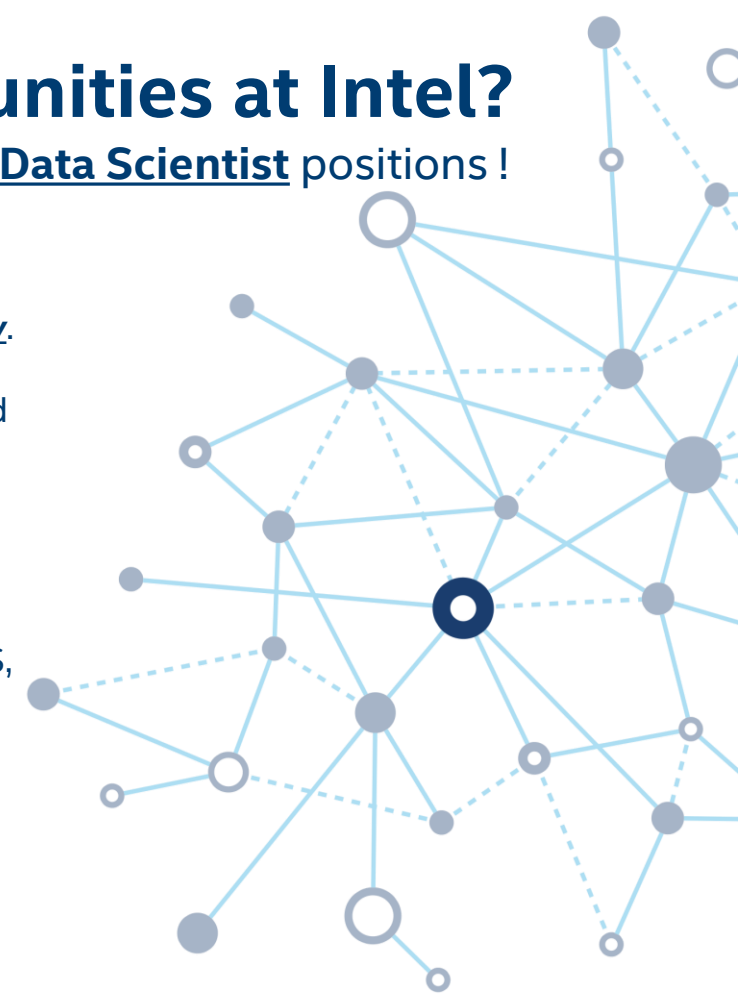 unities at Intel?
Data Scientist positions !
y.
d
s,